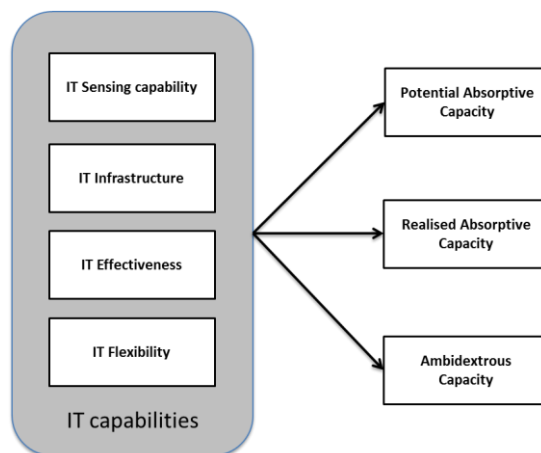 IT Sensing capability
IT Infrastructure
IT Effectiveness
IT Flexibility
IT capabilities
Potential Absorptive
Capacity
Realised Absorptive
Capacity
Ambidextrous
Capacity